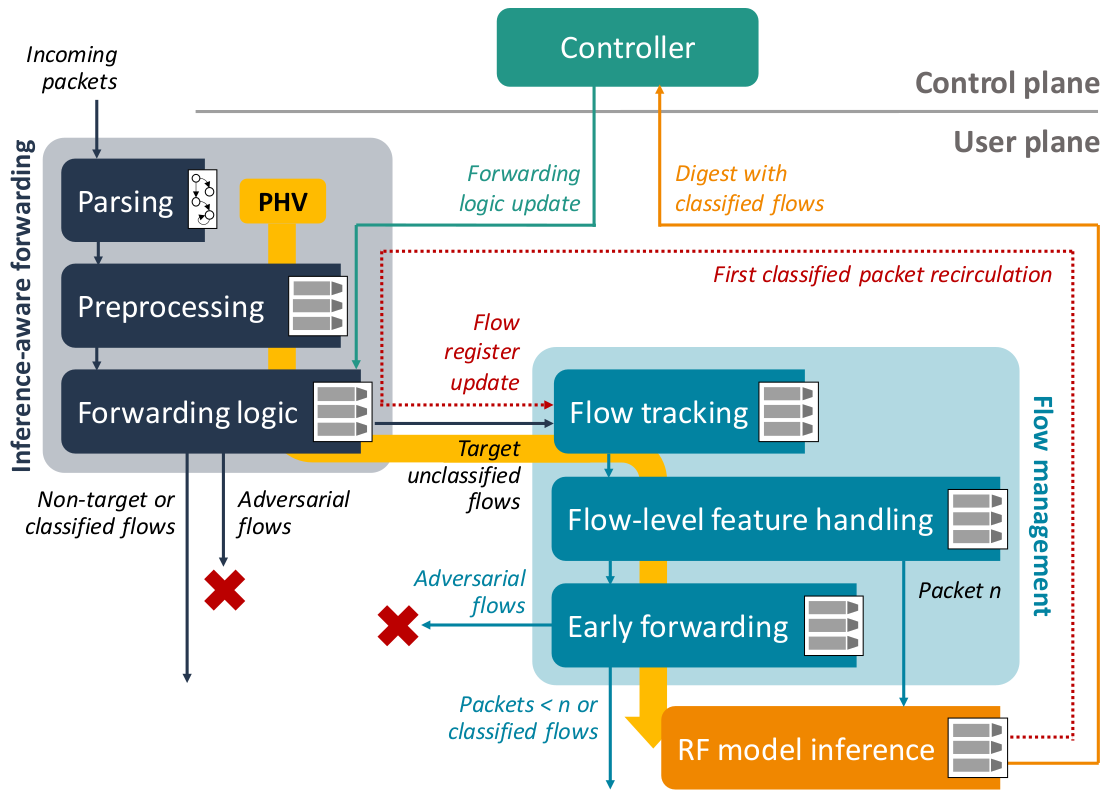 Incoming
packets
Controller
Control plane
User plane
Inference-aware forwarding
Parsing
PHV
Forwarding
logic update
Digest with
classified flows
Preprocessing
First classified packet recirculation
Flow
register
update
Forwarding logic
Flow tracking
Flow management
Target
unclassified
flows
Non-target or
classified flows
Adversarial
flows
Flow-level feature handling
Adversarial
flows
Packet n
Early forwarding
Packets < n or
classified flows
RF model inference